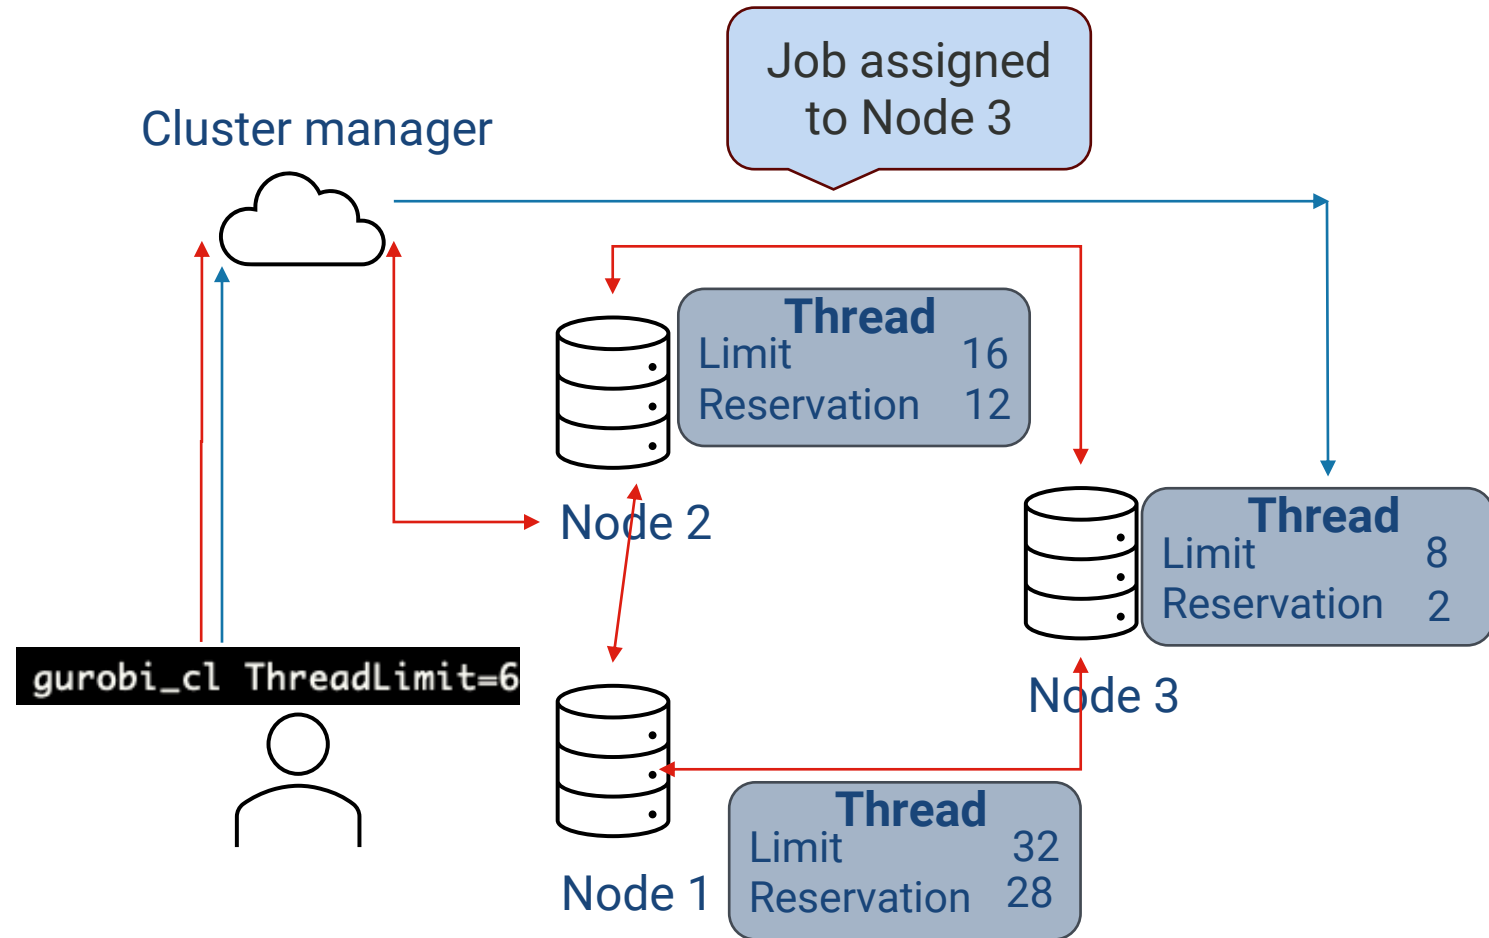 Job assigned
to Node 3
Cluster manager
Thread
Limit 16
Reservation 12
Node 2
Thread
Limit 8
Reservation 2
Node 3
gurobi_cl ThreadLimit=6
Thread
Limit 32
Reservation 28
Node 1